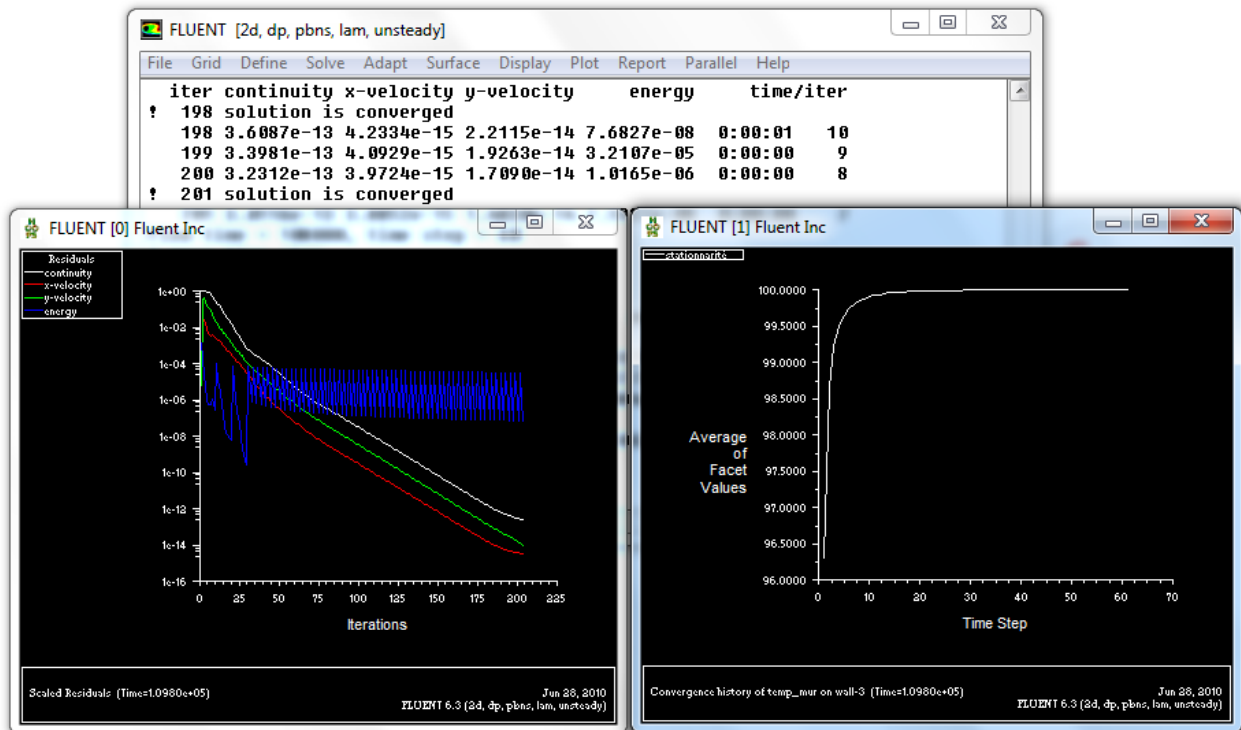 FLUENT [2d, dp, pbns, lam, unsteady]
File Grid Define Solve Adapt Surface Display Plot Report Parallel Help
iter continuity x-velocity y-velocity energy time/iter
! 198 solution is converged
198 3.6087e-13 4.2334e-15 2.2115e-14 7.6827e-08 0:00:01 10
199 3.3981e-13 4.0929e-15 1.9263e-14 3.2107e-05 0:00:00 9
200 3.2312e-13 3.9724e-15 1.7090e-14 1.0165e-06 0:00:00 8
! 201 solution is converged
FLUENT [0] Fluent Inc
Residuals
continuity
x-velocity
y-velocity
energy
1e+00
1e-02
1e-04
1e-06
1e-08
1e-10
1e-12
1e-14
1e-16
0 25 50 75 100 125 150 175 200 225
Iterations
Scaled Residuals (Time=1.0980e+05)
Jun 28, 2010
FLUENT 6.3 (2d, dp, pbns, lam, unsteady)
FLUENT [1] Fluent Inc
stationnarité
100.0000
99.5000
99.0000
98.5000
98.0000
97.5000
97.0000
96.5000
96.0000
Average
of
Facet
Values
0 10 20 30 40 50 60 70
Time Step
Convergence history of temp_mur on wall-3 (Time=1.0980e+05)
Jun 28, 2010
FLUENT 6.3 (2d, dp, pbns, lam, unsteady)